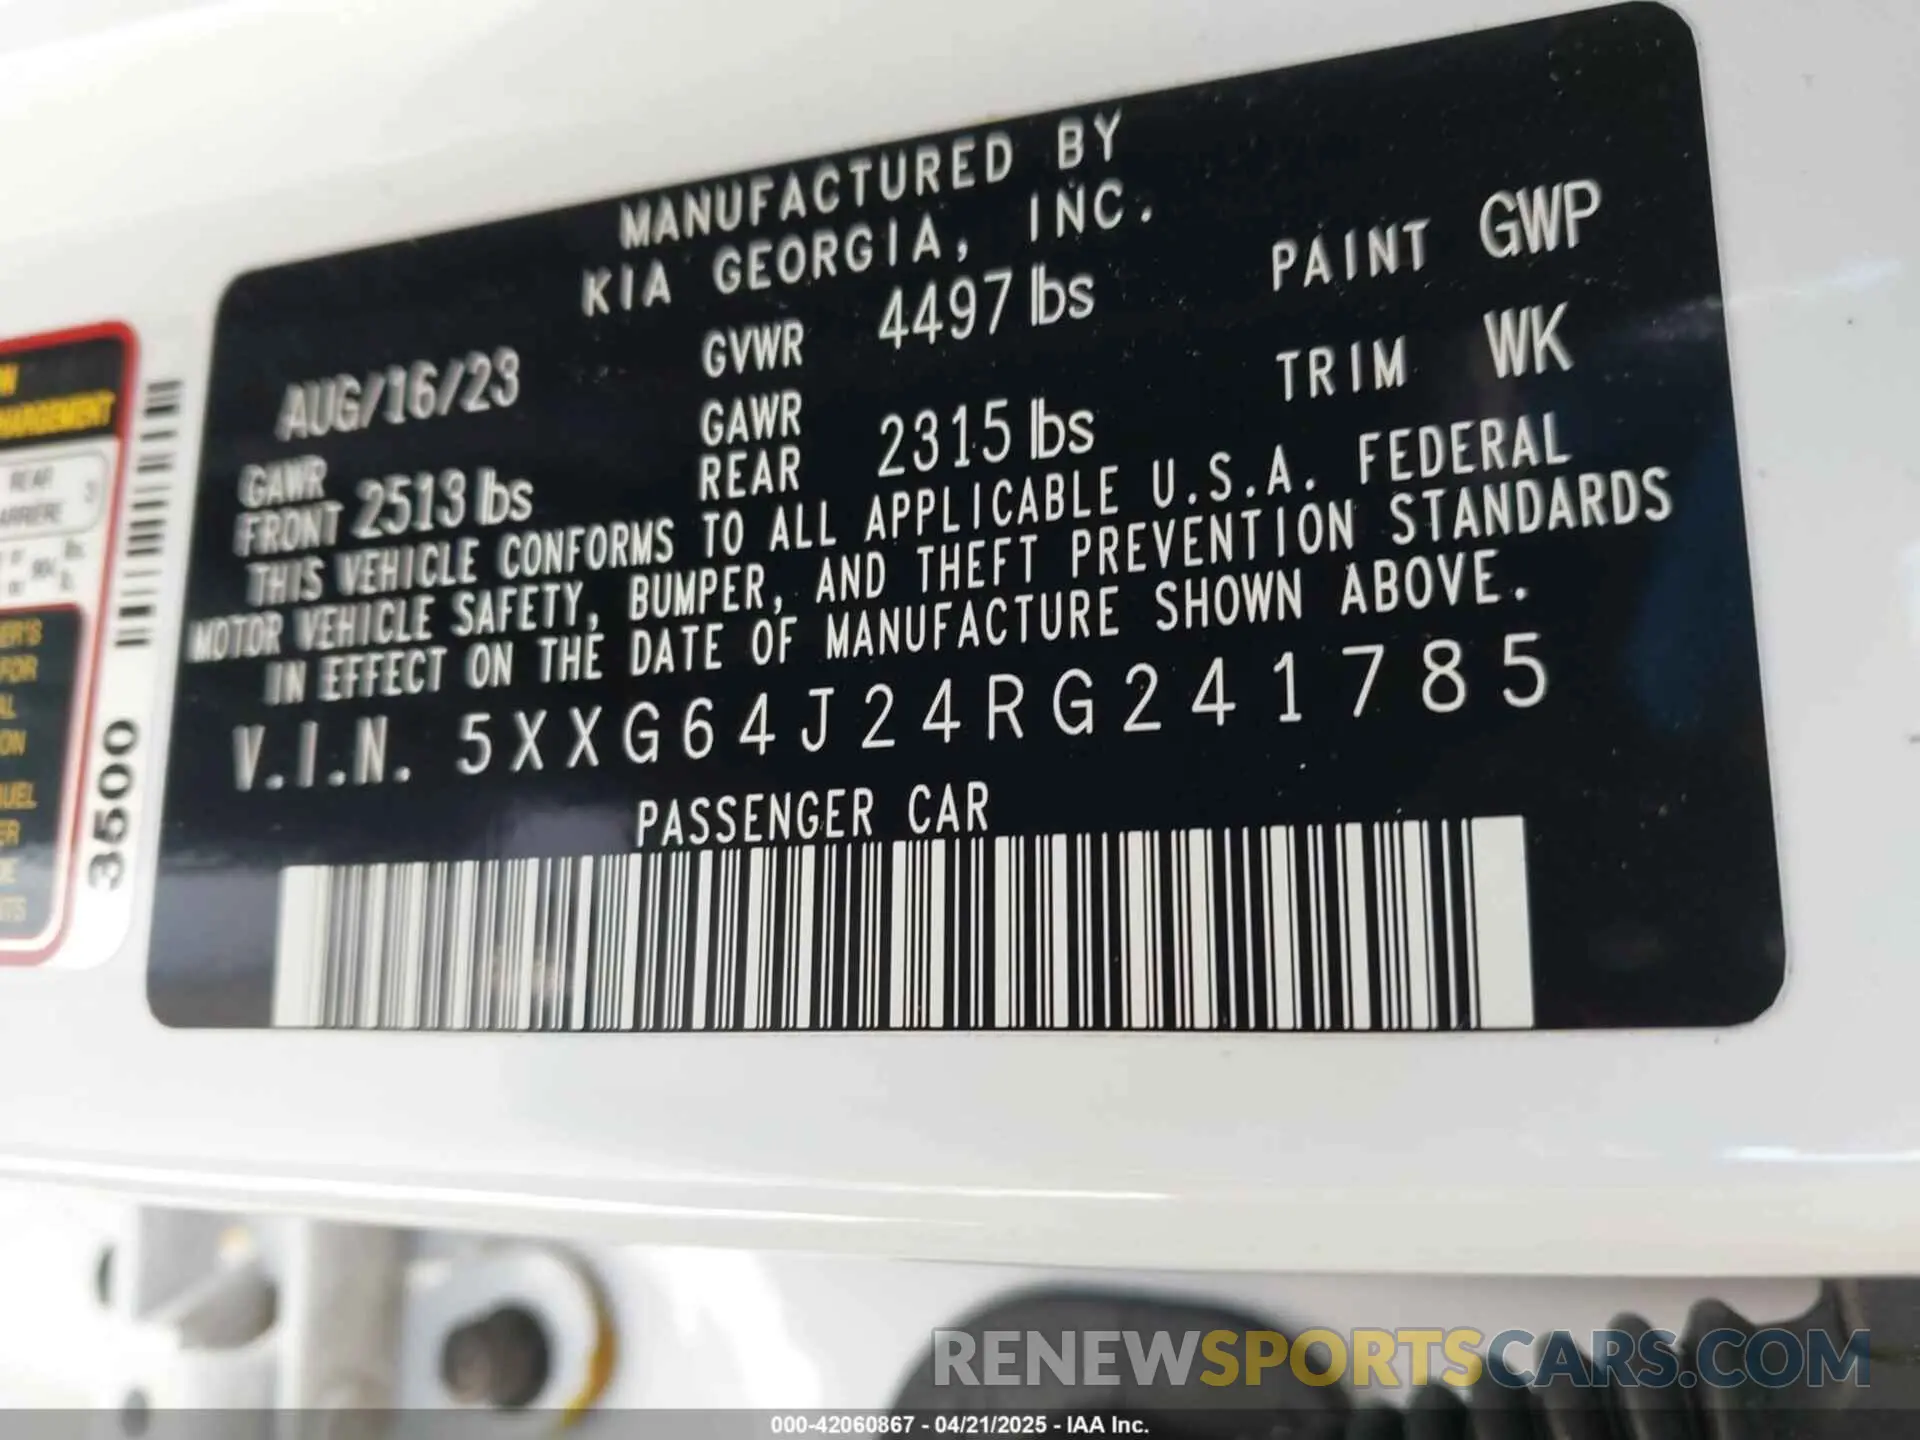 MANUFACTURED BY
KIA GEORGIA, INC.
AUG/16/23
GVWR 4497 lbs
PAINT GWP
GAWR FRONT 2513 lbs
GAWR REAR 2315 lbs
TRIM WK
THIS VEHICLE CONFORMS TO ALL APPLICABLE U.S.A. FEDERAL
MOTOR VEHICLE SAFETY, BUMPER, AND THEFT PREVENTION STANDARDS
IN EFFECT ON THE DATE OF MANUFACTURE SHOWN ABOVE.
V.I.N. 5XXG64J24RG241785
PASSENGER CAR
3500
REAR
RENEWSPORTSCARS.COM
000-42060867 - 04/21/2025 - IAA Inc.